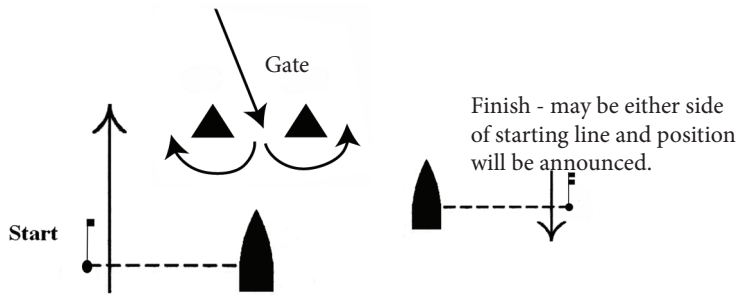 Gate
Finish - may be either side
of starting line and position
will be announced.
Start